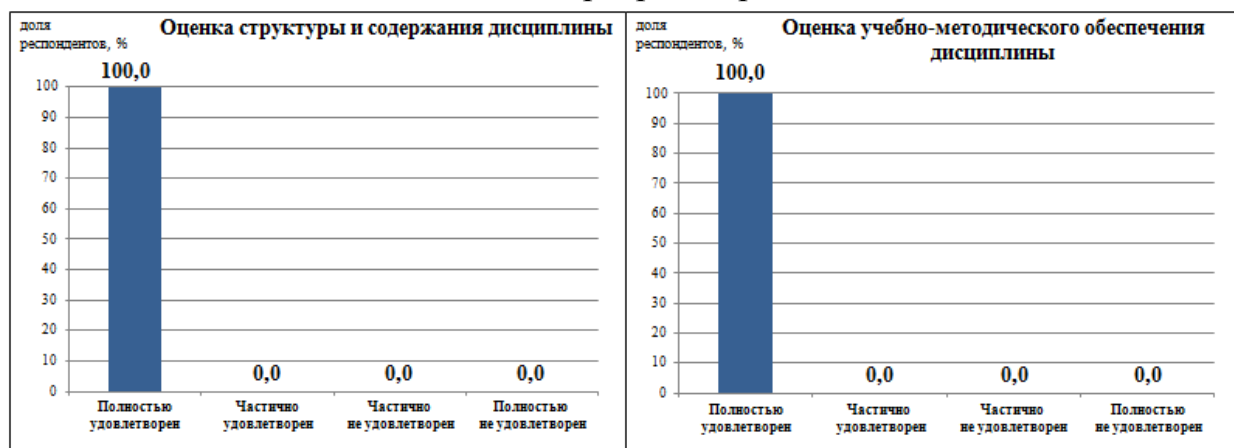 доля
респондентов, %
Оценка структуры и содержания дисциплины
100,0
100
90
80
70
60
50
40
30
20
10
0
0,0
0,0
0,0
Полностью
удовлетворен
Частично
удовлетворен
Частично
не удовлетворен
Полностью
не удовлетворен
доля
респондентов, %
Оценка учебно-методического обеспечения
дисциплины
100,0
100
90
80
70
60
50
40
30
20
10
0
0,0
0,0
0,0
Полностью
удовлетворен
Частично
удовлетворен
Частично
не удовлетворен
Полностью
не удовлетворен